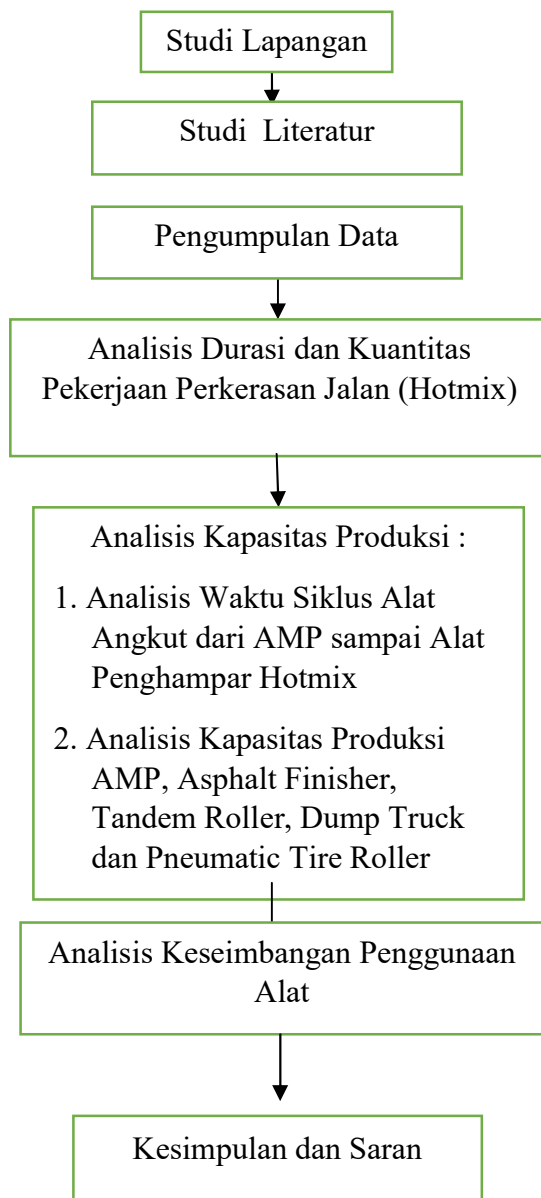 Studi Lapangan
Studi Literatur
Pengumpulan Data
Analisis Durasi dan Kuantitas
Pekerjaan Perkerasan Jalan (Hotmix)
Analisis Kapasitas Produksi :
1. Analisis Waktu Siklus Alat
Angkut dari AMP sampai Alat
Penghampar Hotmix
2. Analisis Kapasitas Produksi
AMP, Asphalt Finisher,
Tandem Roller, Dump Truck
dan Pneumatic Tire Roller
Analisis Keseimbangan Penggunaan
Alat
Kesimpulan dan Saran